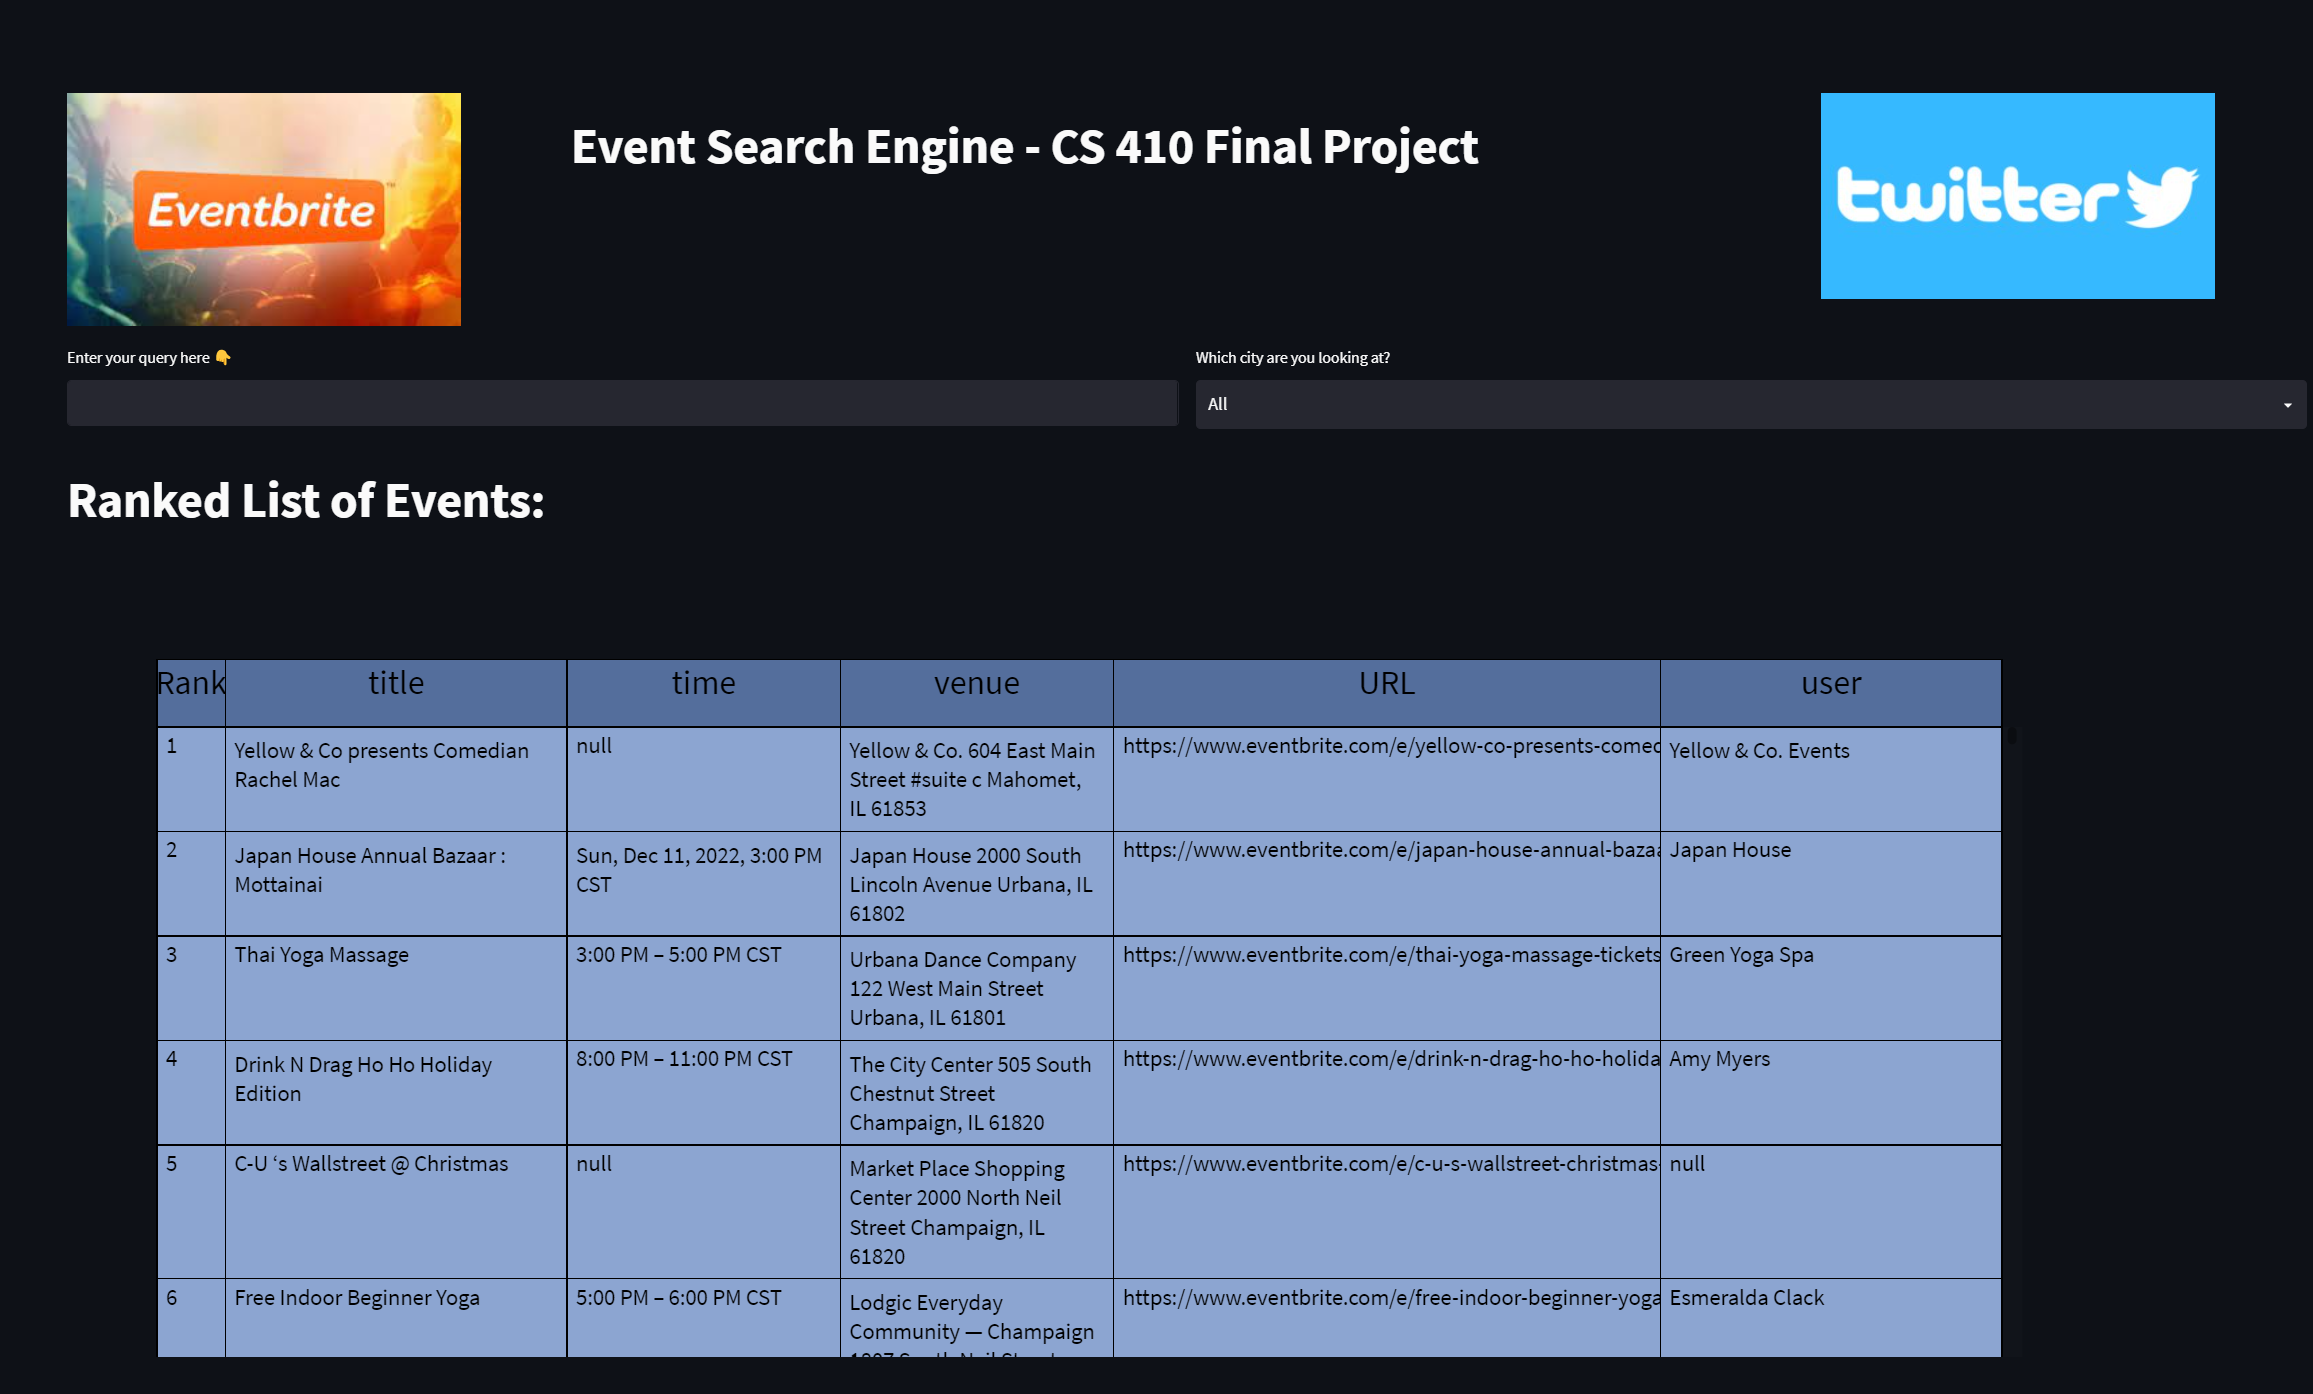 Eventbrite
™
Event Search Engine - CS 410 Final Project
twitter
Enter your query here 👇
Which city are you looking at?
All
Ranked List of Events:
Rank title time venue URL user
1 Yellow & Co presents Comedian null Yellow & Co. 604 East Main https://www.eventbrite.com/e/yellow-co-presents-comec Yellow & Co. Events
Rachel Mac Street #suite c Mahomet,
IL 61853
2 Japan House Annual Bazaar : Sun, Dec 11, 2022, 3:00 PM Japan House 2000 South https://www.eventbrite.com/e/japan-house-annual-bazaa Japan House
Mottainai CST Lincoln Avenue Urbana, IL
61802
3 Thai Yoga Massage 3:00 PM – 5:00 PM CST Urbana Dance Company https://www.eventbrite.com/e/thai-yoga-massage-tickets Green Yoga Spa
122 West Main Street
Urbana, IL 61801
4 Drink N Drag Ho Ho Holiday 8:00 PM – 11:00 PM CST The City Center 505 South https://www.eventbrite.com/e/drink-n-drag-ho-ho-holida Amy Myers
Edition Chestnut Street
Champaign, IL 61820
5 C-U ‘s Wallstreet @ Christmas null Market Place Shopping https://www.eventbrite.com/e/c-u-s-wallstreet-christmas- null
Center 2000 North Neil
Street Champaign, IL
61820
6 Free Indoor Beginner Yoga 5:00 PM – 6:00 PM CST Lodgic Everyday https://www.eventbrite.com/e/free-indoor-beginner-yoga Esmeralda Clack
Community — Champaign